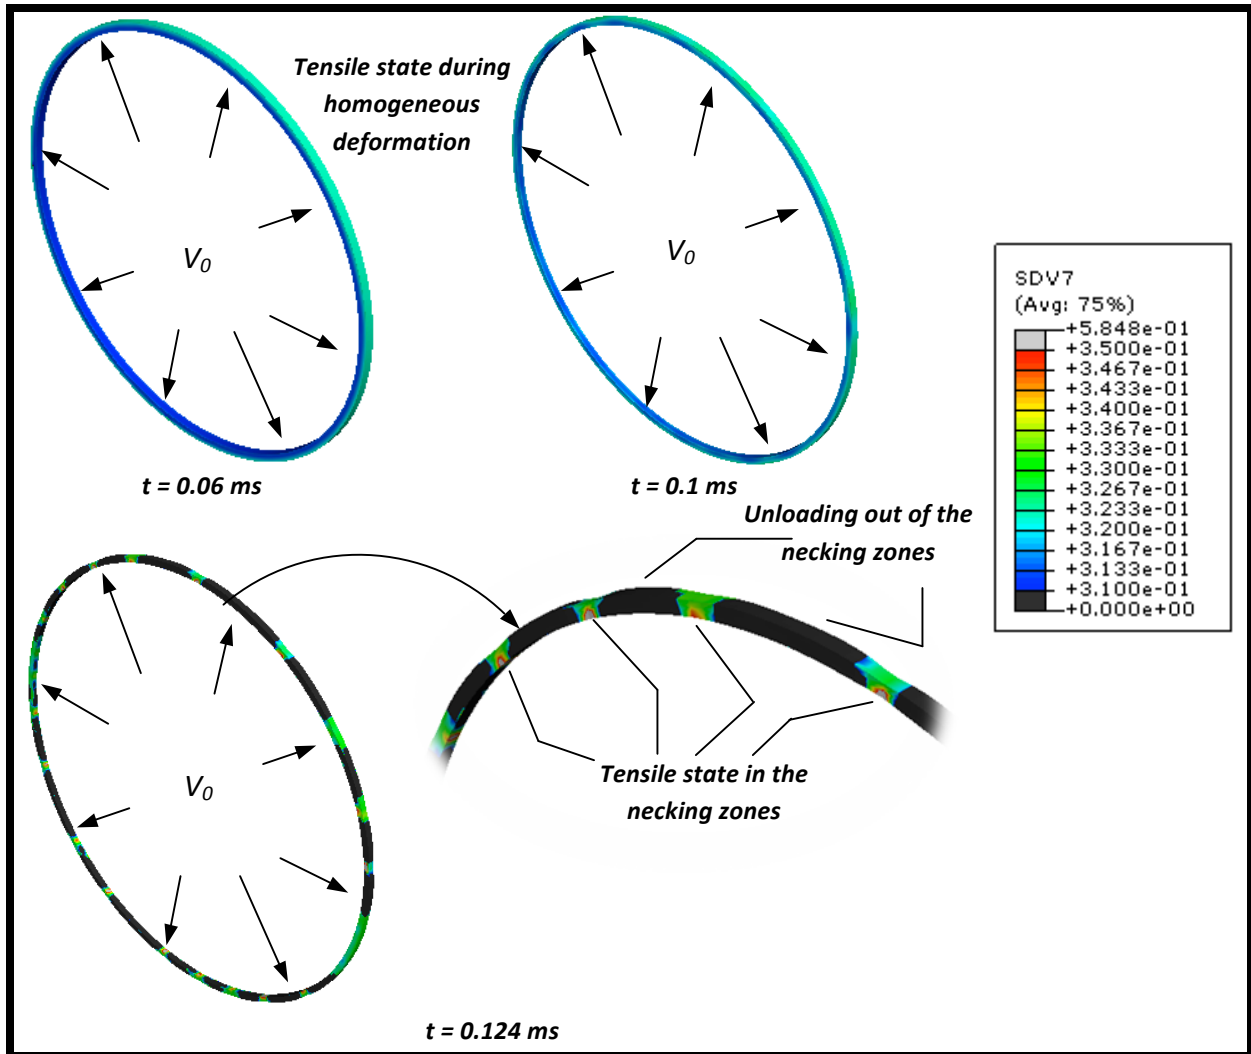 Tensile state during
homogeneous
deformation
V0
V0
t = 0.06 ms
t = 0.1 ms
SDV7
(Avg: 75%)
+5.848e-01
+3.500e-01
+3.467e-01
+3.433e-01
+3.400e-01
+3.367e-01
+3.333e-01
+3.300e-01
+3.267e-01
+3.233e-01
+3.200e-01
+3.167e-01
+3.133e-01
+3.100e-01
+0.000e+00
Unloading out of the
necking zones
V0
Tensile state in the
necking zones
t = 0.124 ms